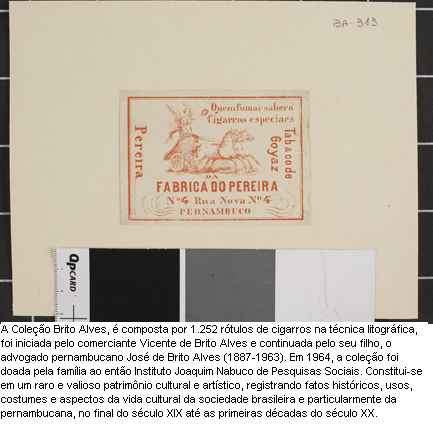 BA-313
Quem fumar saberá
Cigarros especiaes
Pereira
Tabaco de
Goyaz
DA
FABRICA DO PEREIRA
Nº 4 Rua Nova Nº 4
PERNAMBUCO
QPCARD
A Coleção Brito Alves, é composta por 1.252 rótulos de cigarros na técnica litográfica,
foi iniciada pelo comerciante Vicente de Brito Alves e continuada pelo seu filho, o
advogado pernambucano José de Brito Alves (1887-1963). Em 1964, a coleção foi
doada pela família ao então Instituto Joaquim Nabuco de Pesquisas Sociais. Constitui-se
em um raro e valioso patrimônio cultural e artístico, registrando fatos históricos, usos,
costumes e aspectos da vida cultural da sociedade brasileira e particularmente da
pernambucana, no final do século XIX até as primeiras décadas do século XX.